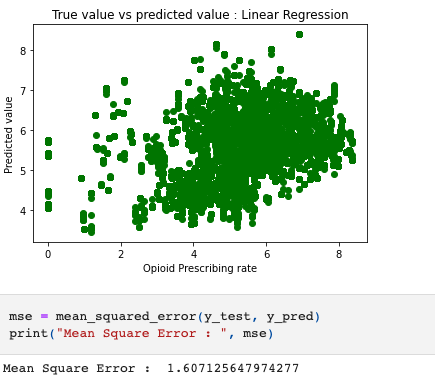 True value vs predicted value : Linear Regression
8
7
6
5
4
Predicted value
0 2 4 6 8
Opioid Prescribing rate
mse = mean_squared_error(y_test, y_pred)
print("Mean Square Error : ", mse)
Mean Square Error :  1.607125647974277